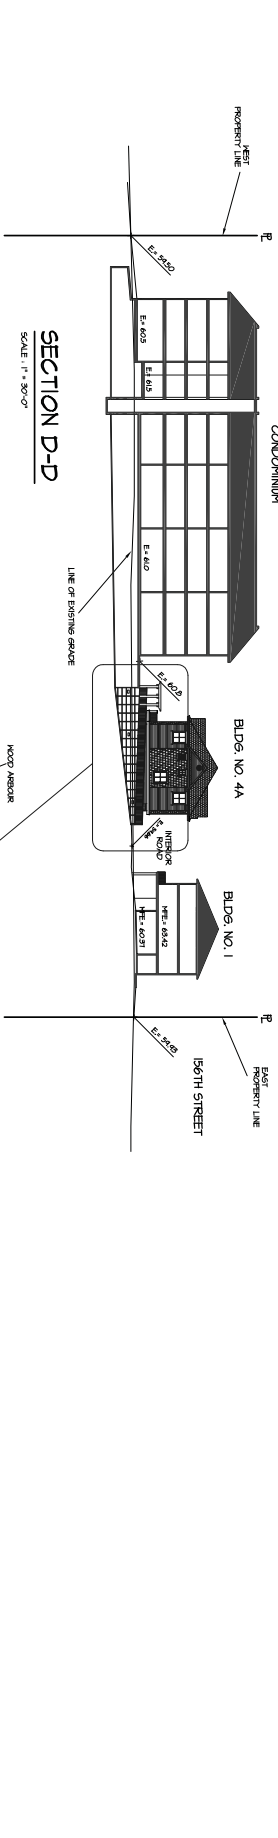 WEST
PROPERTY LINE
PL
E.= 54.50
E.= 60.5
E.= 61.5
CONDOMINIUM
SECTION D-D
SCALE : 1" = 30'-0"
E.= 61.0
LINE OF EXISTING GRADE
E.= 60.8
BLDG. NO. 4A
WOOD ARBOUR
INTERIOR
ROAD
BLDG. NO. 1
MFE.= 63.42
MFE.= 60.37
PL
E.= 54.93
156TH STREET
EAST
PROPERTY LINE